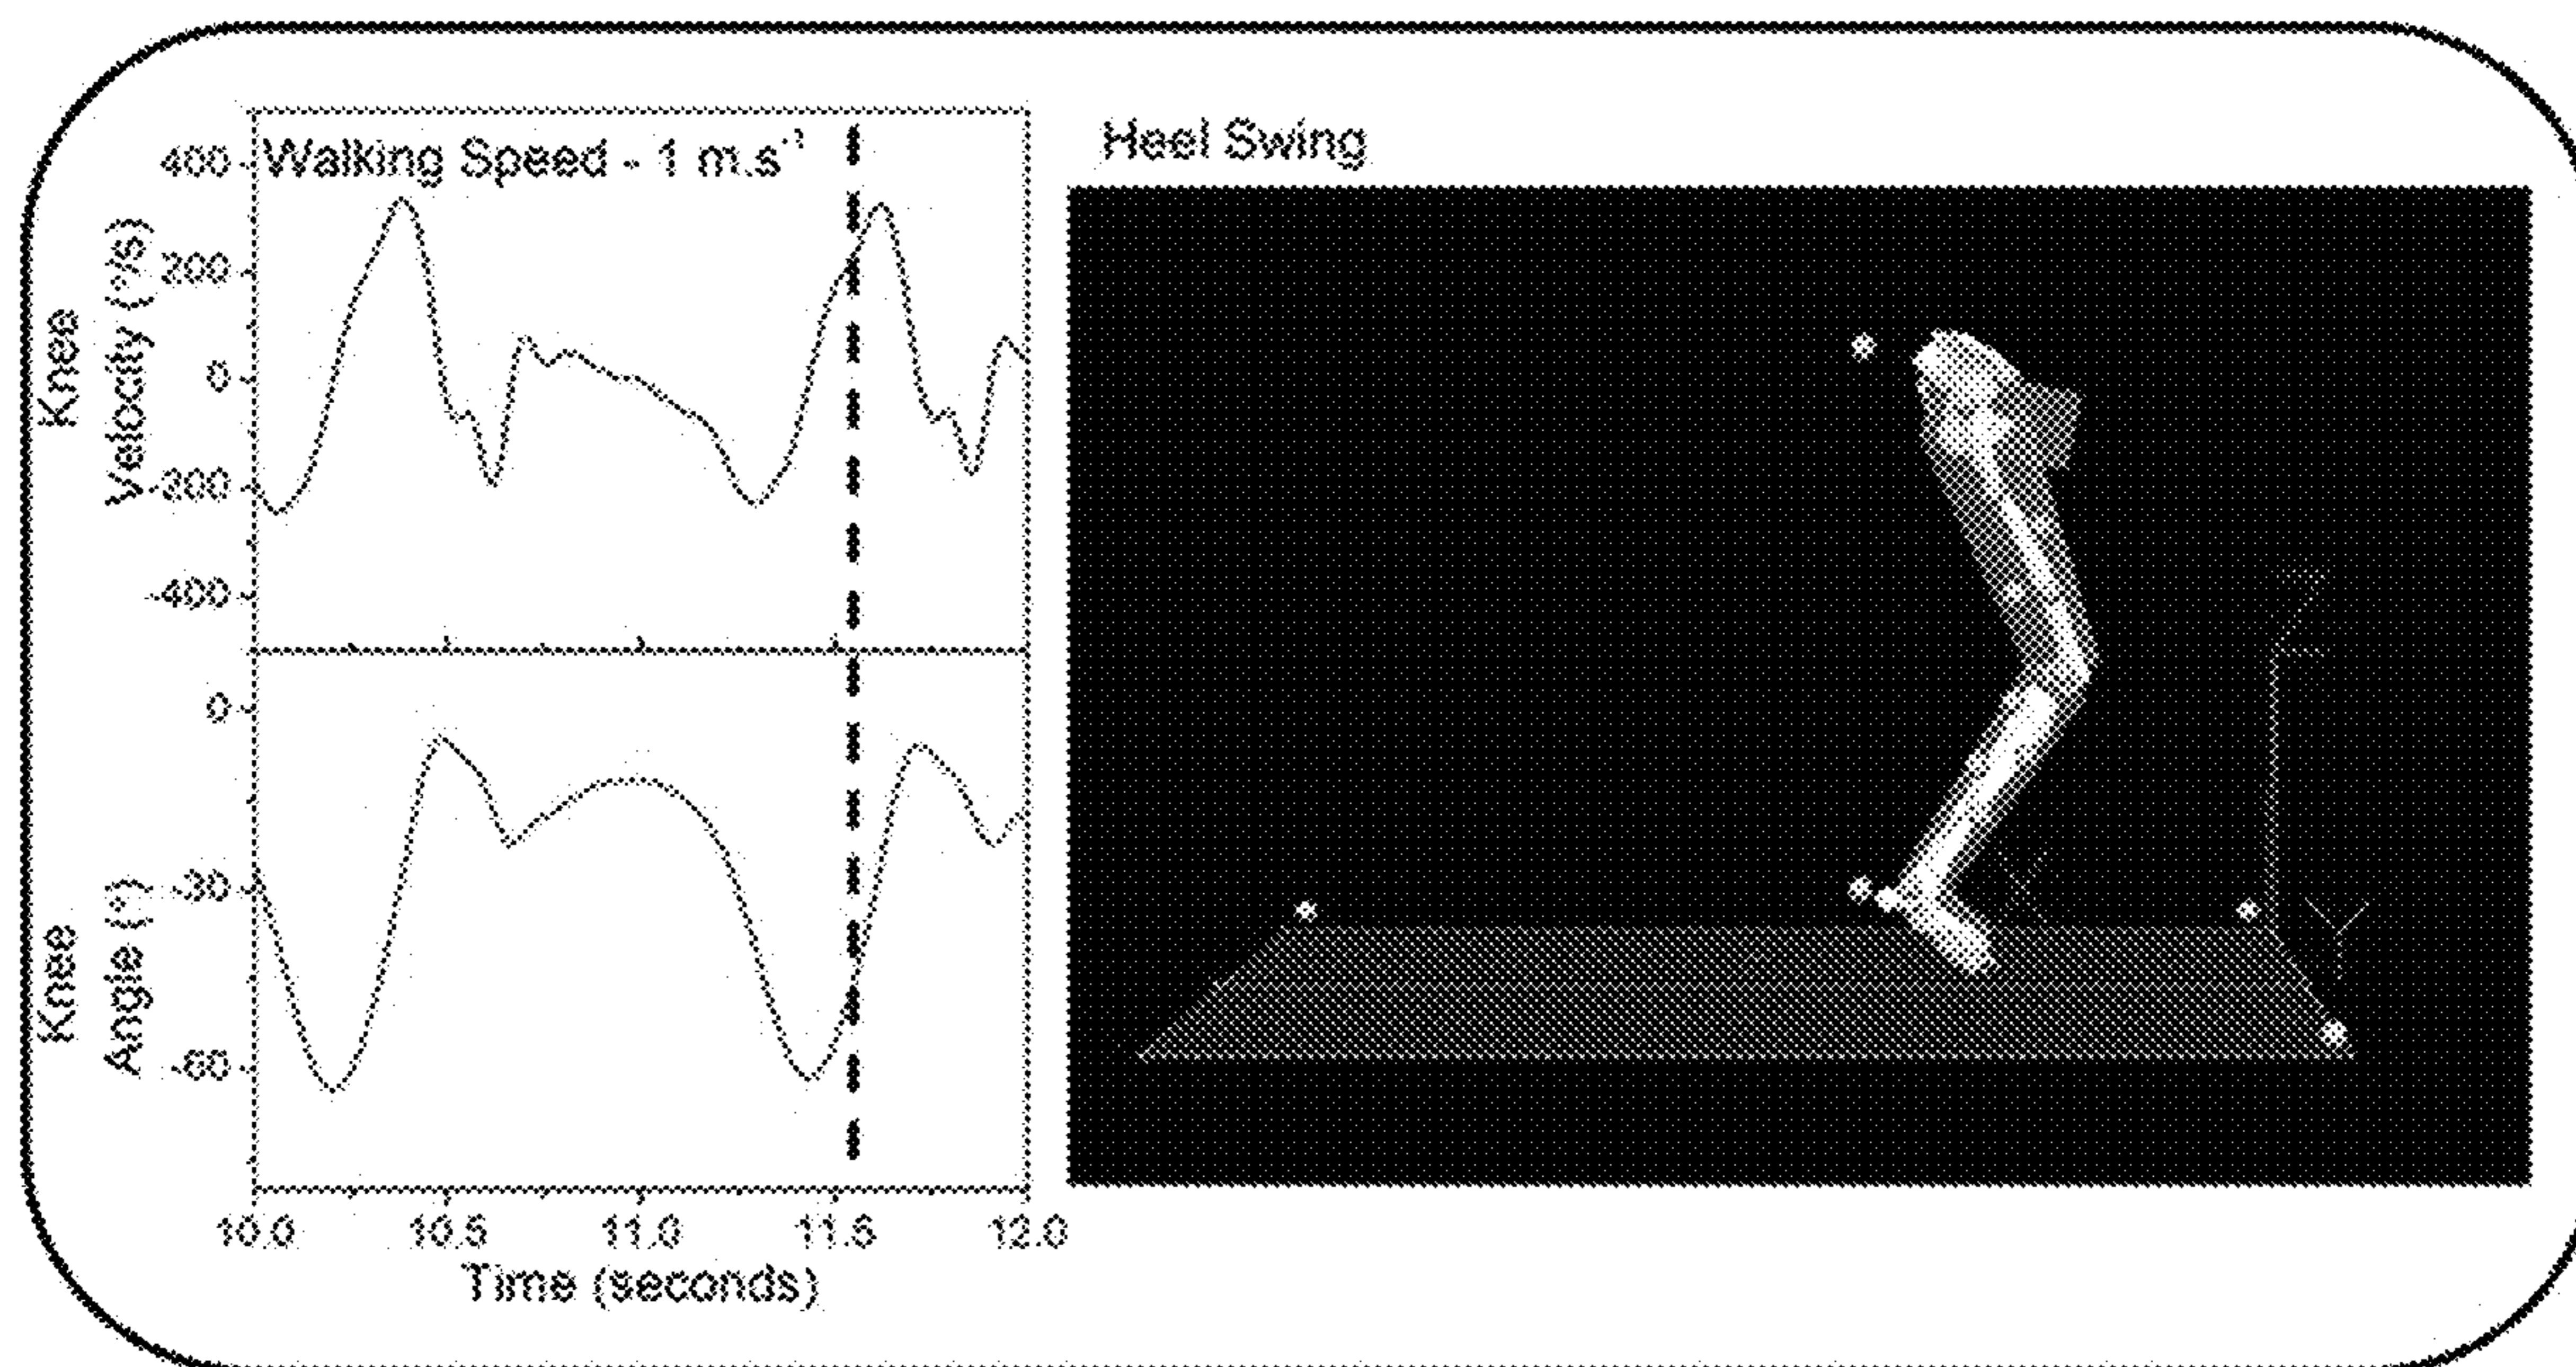 Walking Speed - 1 m.s⁻¹
Heel Swing
Knee
Velocity (°/s)
400
200
0
-200
-400
Knee
Angle (°)
0
-30
-60
10.0 10.5 11.0 11.5 12.0
Time (seconds)
Z
X
Y